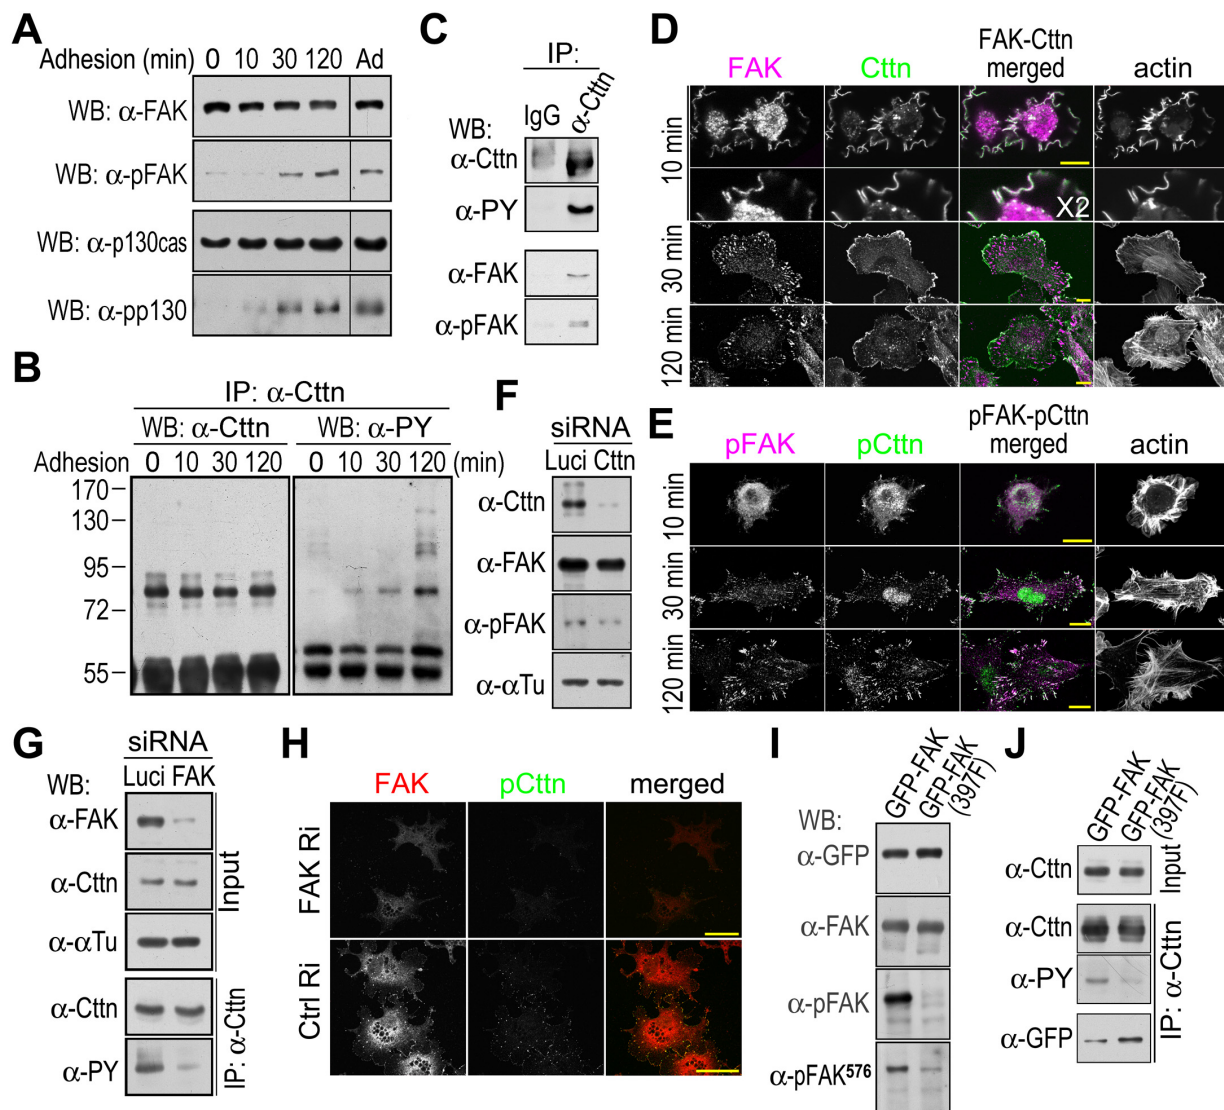 A
Adhesion (min) 0 10 30 120 Ad
WB: α-FAK
WB: α-pFAK
WB: α-p130cas
WB: α-pp130
B
IP: α-Cttn
WB: α-Cttn WB: α-PY
Adhesion 0 10 30 120 0 10 30 120 (min)
170
130
95
72
55
C
IP:
WB: IgG α-Cttn
α-Cttn
α-PY
α-FAK
α-pFAK
D
FAK Cttn FAK-Cttn merged actin
10 min
X2
30 min
120 min
E
pFAK pCttn pFAK-pCttn merged actin
10 min
30 min
120 min
F
siRNA
Luci Cttn
α-Cttn
α-FAK
α-pFAK
α-αTu
G
siRNA
WB: Luci FAK
α-FAK
α-Cttn
α-αTu
Input
α-Cttn
α-PY
IP: α-Cttn
H
FAK pCttn merged
FAK Ri
Ctrl Ri
I
GFP-FAK
GFP-FAK (397F)
WB:
α-GFP
α-FAK
α-pFAK
α-pFAK⁵⁷⁶
J
GFP-FAK
GFP-FAK (397F)
α-Cttn
Input
α-Cttn
α-PY
α-GFP
IP: α-Cttn